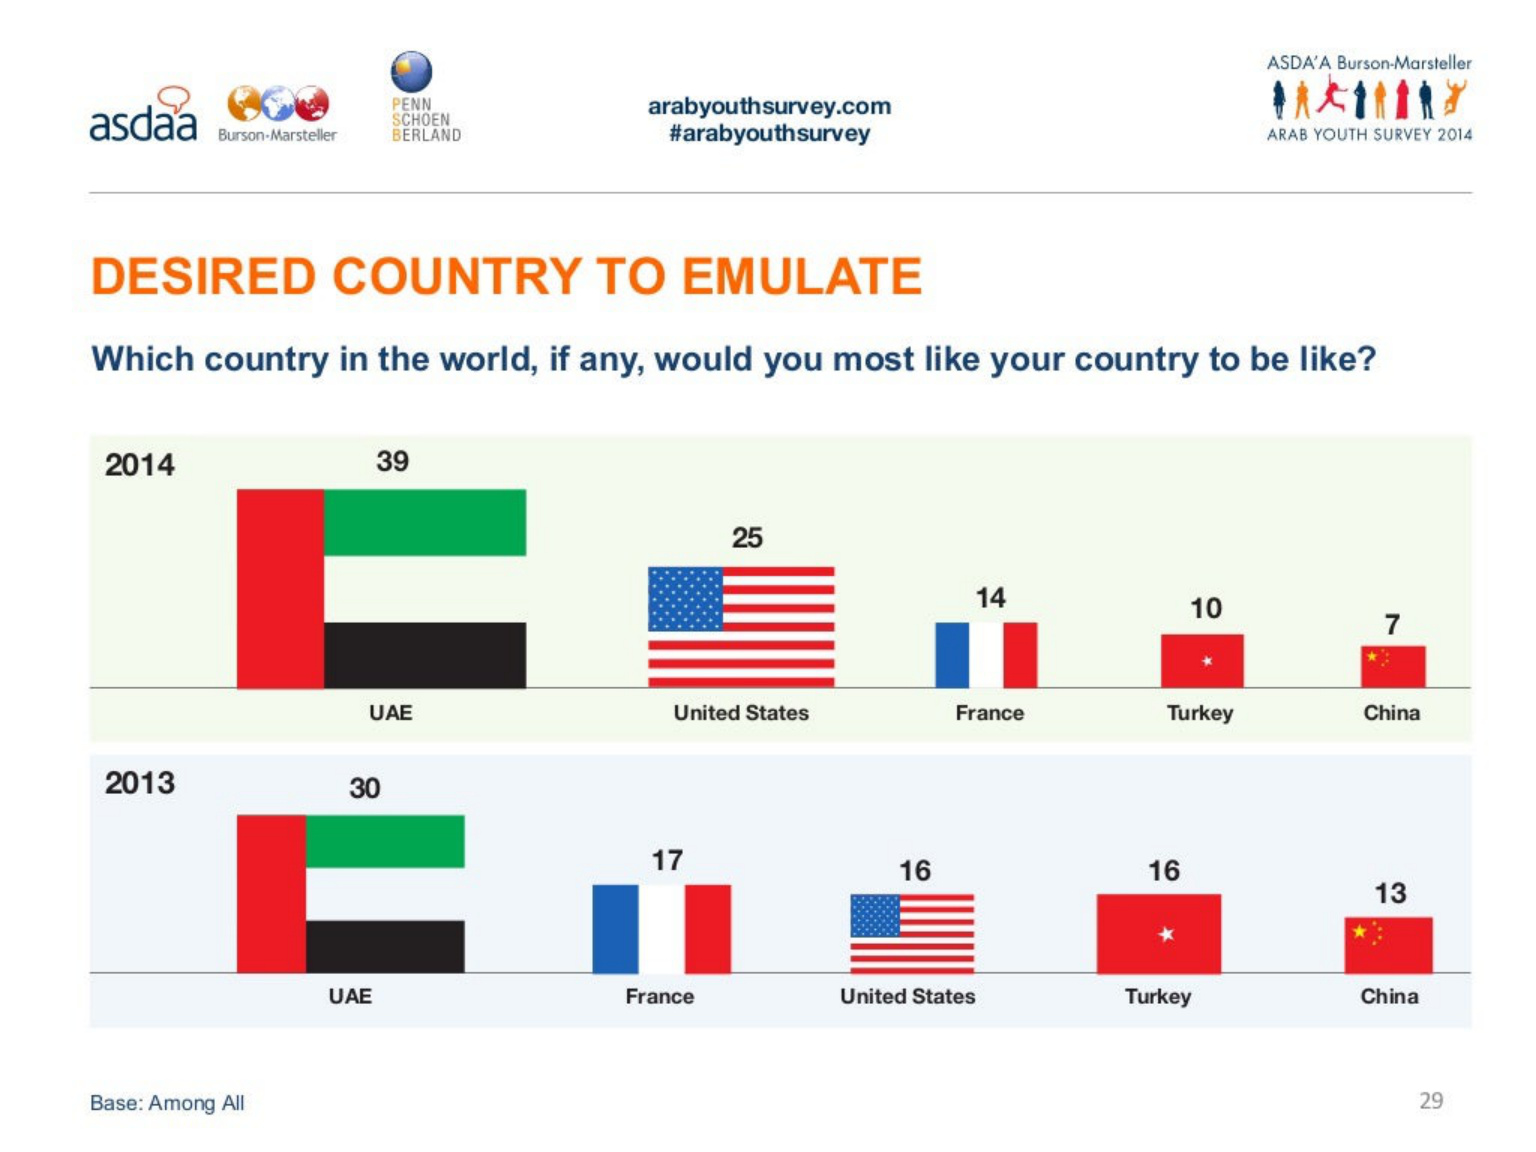 asdaa
Burson-Marsteller
PENN
SCHOEN
BERLAND
arabyouthsurvey.com
#arabyouthsurvey
ASDA'A Burson-Marsteller
ARAB YOUTH SURVEY 2014
DESIRED COUNTRY TO EMULATE
Which country in the world, if any, would you most like your country to be like?
2014
39
25
14
10
7
UAE
United States
France
Turkey
China
2013
30
17
16
16
13
UAE
France
United States
Turkey
China
Base: Among All
29